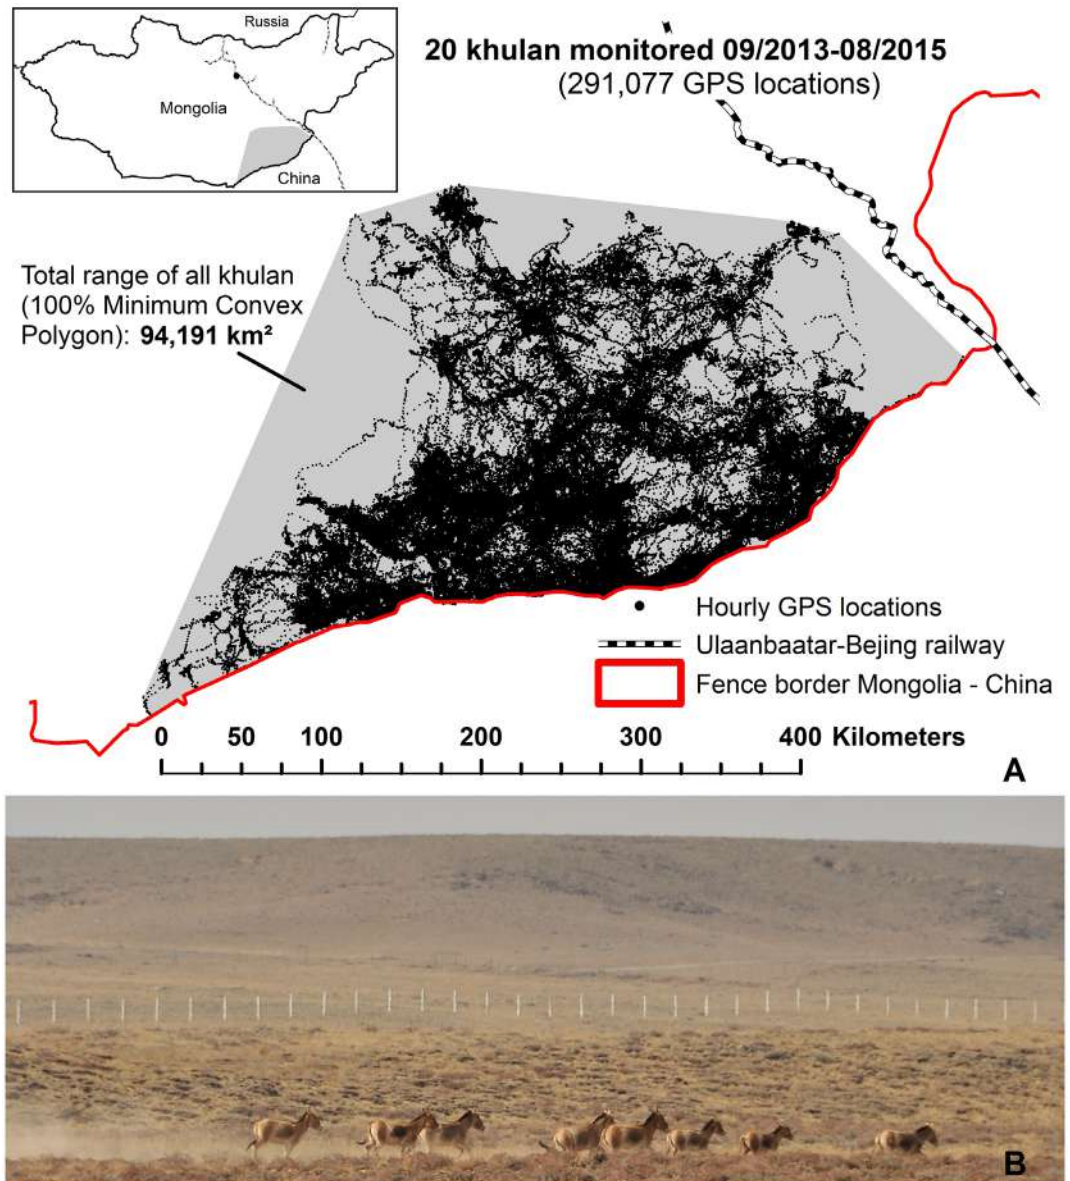 Russia
Mongolia
China
20 khulan monitored 09/2013-08/2015
(291,077 GPS locations)
Total range of all khulan
(100% Minimum Convex
Polygon): 94,191 km²
Hourly GPS locations
Ulaanbaatar-Bejing railway
Fence border Mongolia - China
0 50 100 200 300 400 Kilometers
A
B